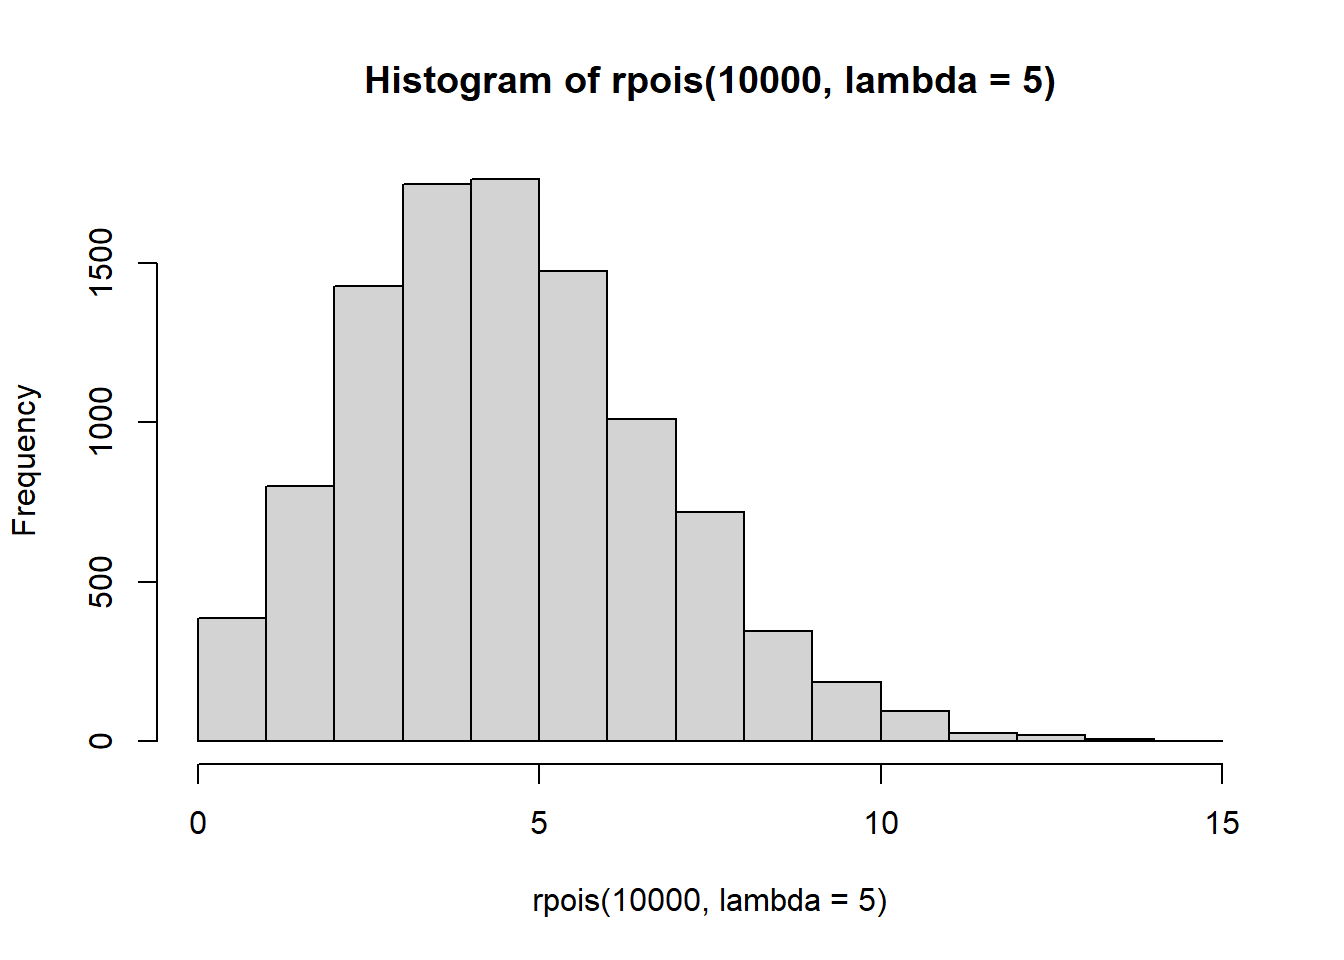 Histogram of rpois(10000, lambda = 5)
Frequency
1500
1000
500
0
0 5 10 15
rpois(10000, lambda = 5)